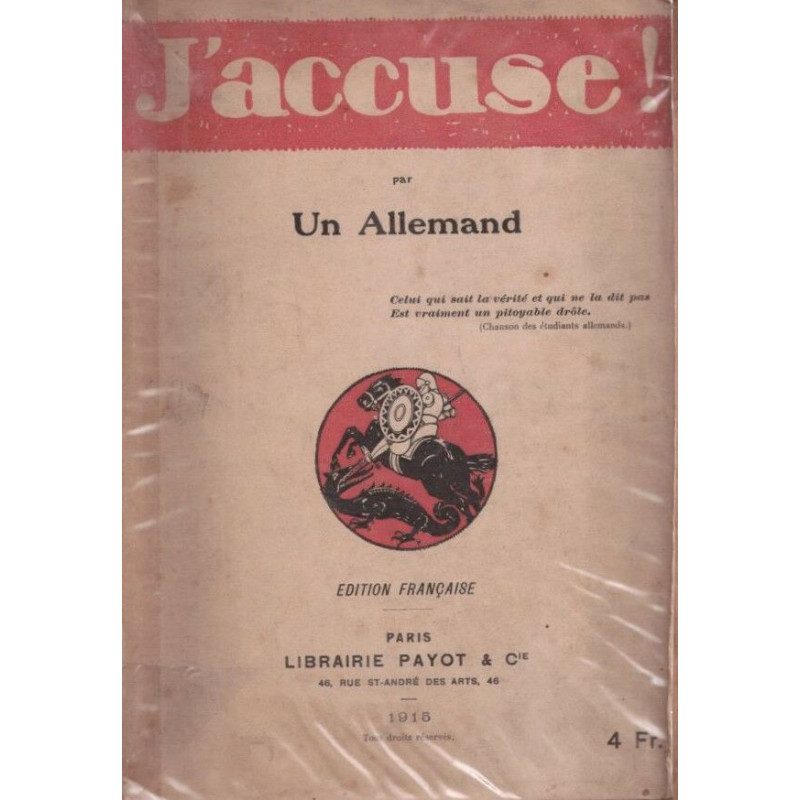 J'accuse !
par
Un Allemand
Celui qui sait la vérité et qui ne la dit pas
Est vraiment un pitoyable drôle.
(Chanson des étudiants allemands.)
EDITION FRANÇAISE
PARIS
LIBRAIRIE PAYOT & CIE
46, RUE ST-ANDRÉ DES ARTS, 46
1915
Tous droits réservés.
4 Fr.